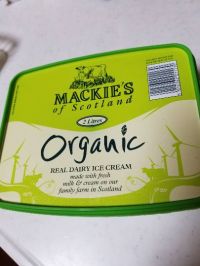 MACKIE'S
of Scotland
2 Litres
Organic
REAL DAIRY ICE CREAM
made with fresh
milk & cream on our
family farm in Scotland